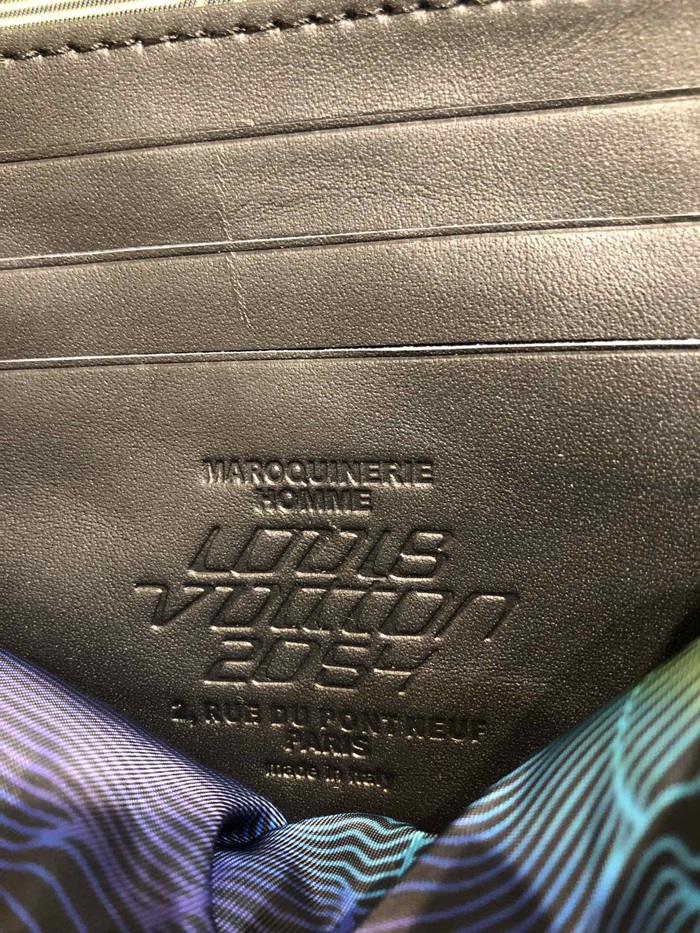 MAROQUINERIE
HOMME
LOUIS
VUITTON
2054
2, RUE DU PONT NEUF
PARIS
made in Italy